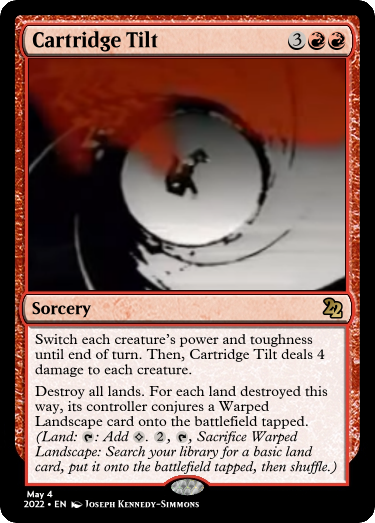 Cartridge Tilt 3
Sorcery 22
Switch each creature's power and toughness
until end of turn. Then, Cartridge Tilt deals 4
damage to each creature.
Destroy all lands. For each land destroyed this
way, its controller conjures a Warped
Landscape card onto the battlefield tapped.
(Land: : Add . 2, , Sacrifice Warped
Landscape: Search your library for a basic land
card, put it onto the battlefield tapped, then shuffle.)
May 4
2022 • EN Joseph Kennedy-Simmons